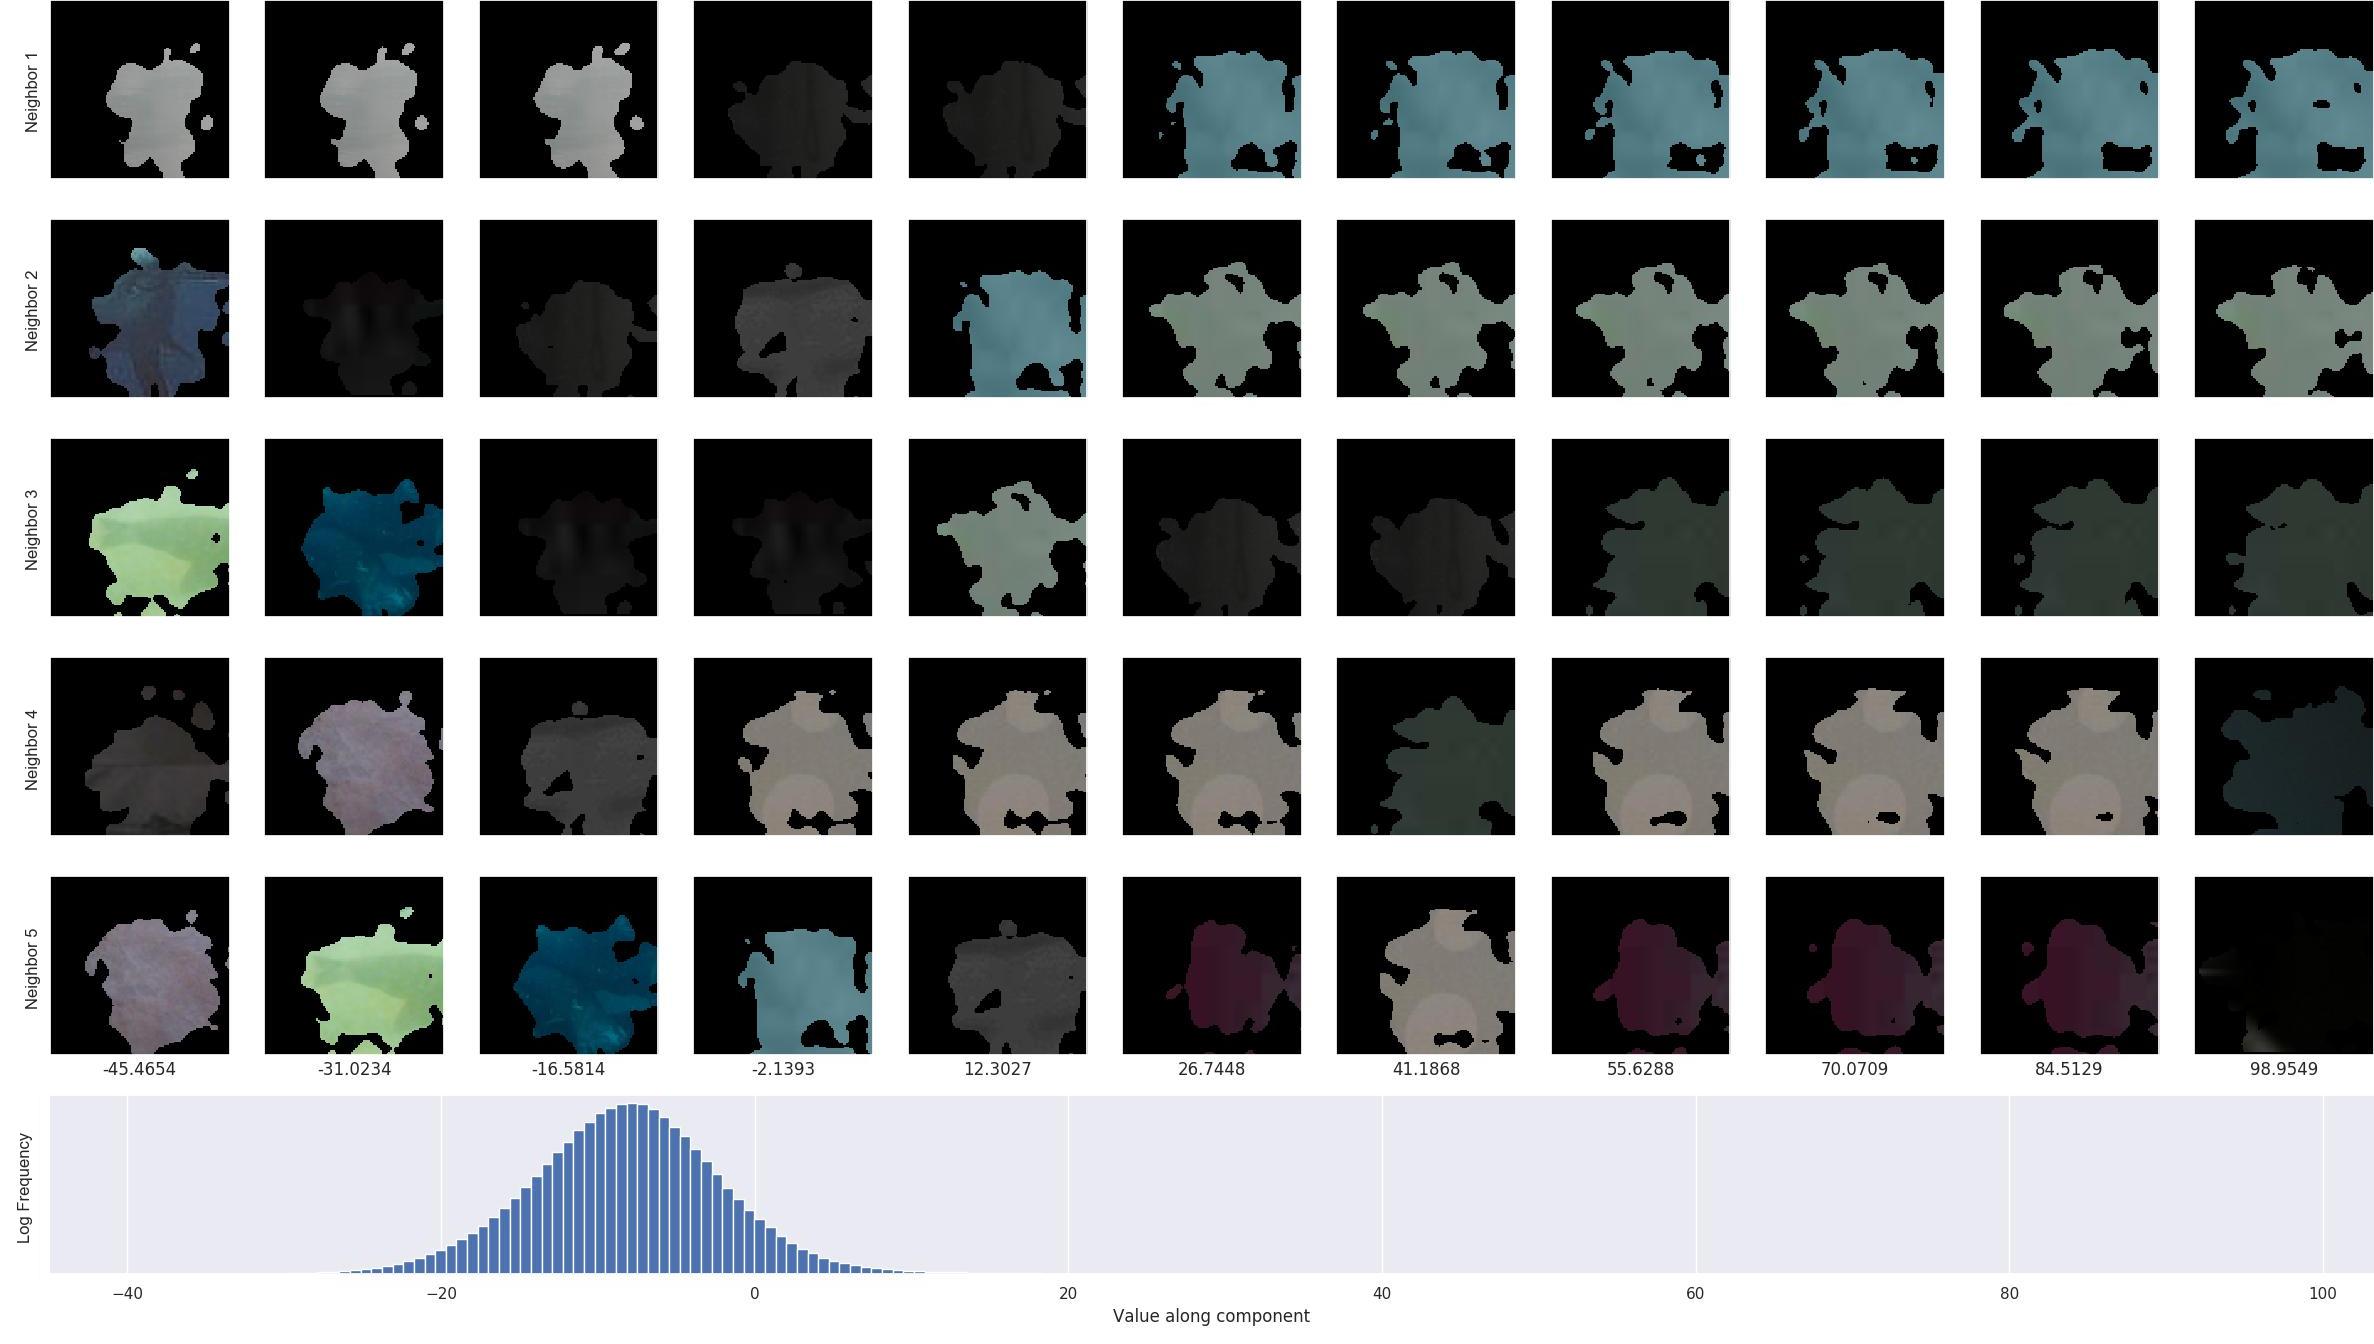 Neighbor 1
Neighbor 2
Neighbor 3
Neighbor 4
Neighbor 5
-45.4654 -31.0234 -16.5814 -2.1393 12.3027 26.7448 41.1868 55.6288 70.0709 84.5129 98.9549
Log Frequency
−40 −20 0 20 40 60 80 100
Value along component